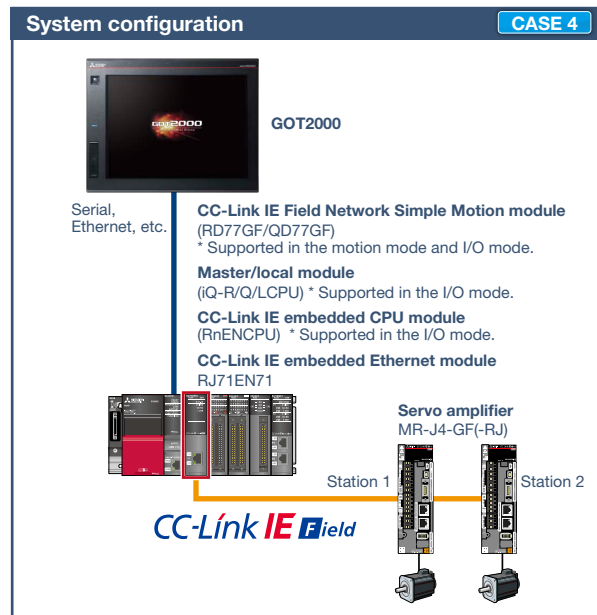 System configuration
CASE 4
GOT2000
GOT2000
Serial,
Ethernet, etc.
CC-Link IE Field Network Simple Motion module
(RD77GF/QD77GF)
* Supported in the motion mode and I/O mode.
Master/local module
(iQ-R/Q/LCPU) * Supported in the I/O mode.
CC-Link IE embedded CPU module
(RnENCPU) * Supported in the I/O mode.
CC-Link IE embedded Ethernet module
RJ71EN71
Servo amplifier
MR-J4-GF(-RJ)
Station 1
Station 2
CC-Link IE Field